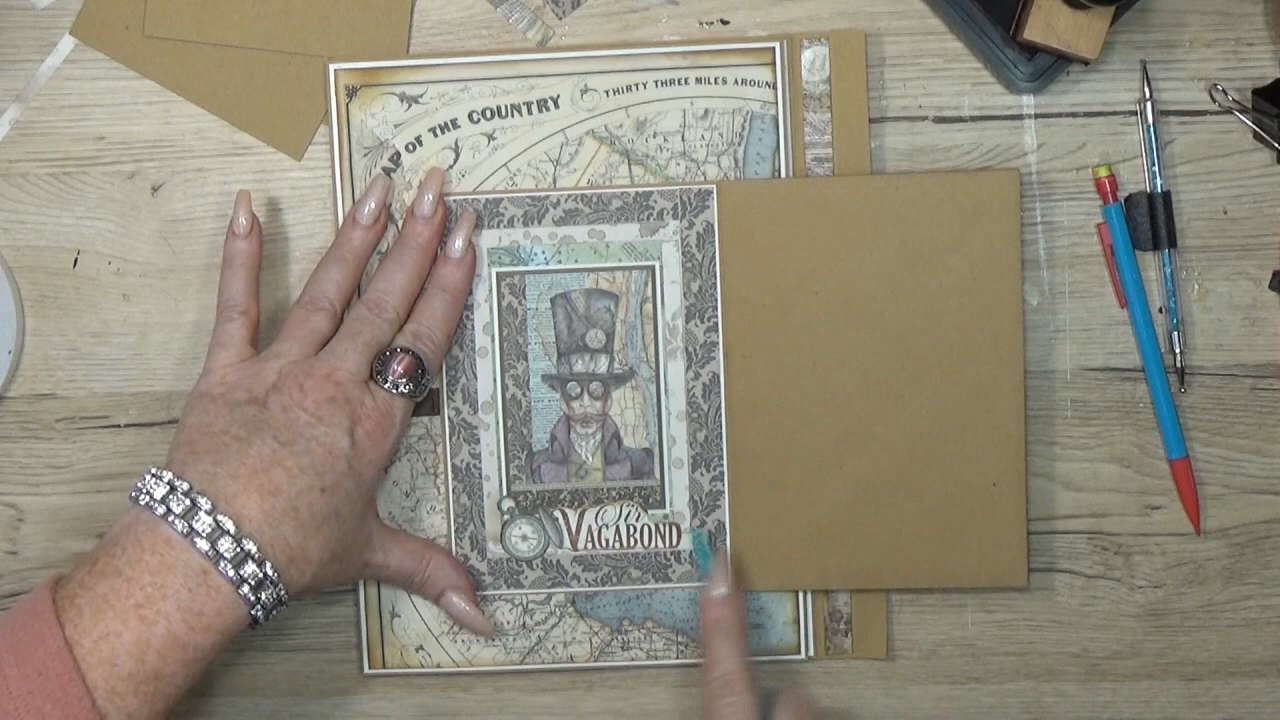 MAP OF THE COUNTRY
THIRTY THREE MILES AROUND
Sir
VAGABOND